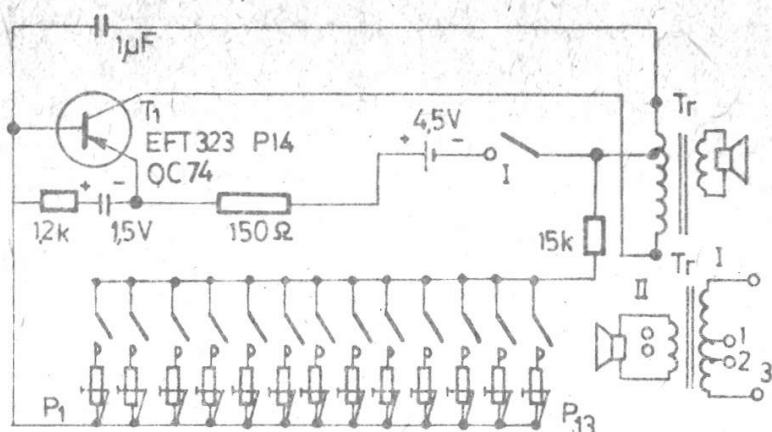 1µF
T1
EFT323 P14
OC74
+ 4,5V -
I
Tr
1,2k
+ -
1,5V
150Ω
15k
Tr I
II
1
2
3
P P P P P P P P P P P P
P1
P13